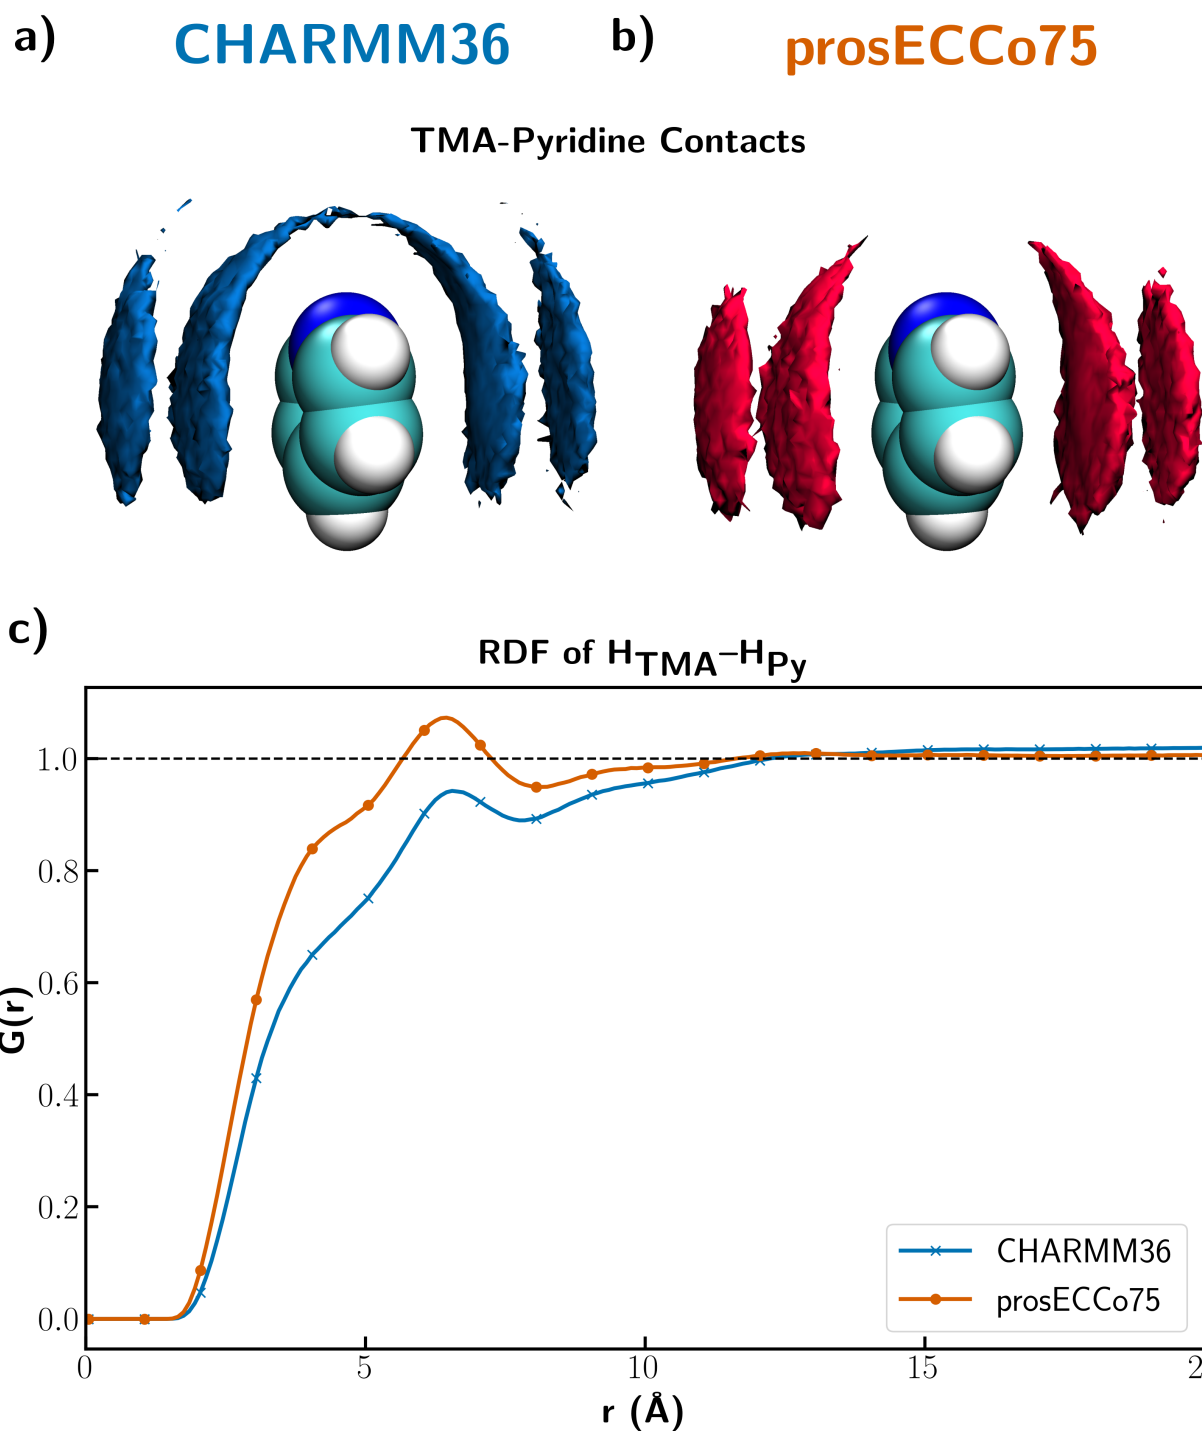 a) CHARMM36 b) prosECCo75
TMA-Pyridine Contacts
c)
RDF of H_TMA–H_Py
1.0
0.8
0.6
0.4
0.2
0.0
G(r)
CHARMM36
prosECCo75
0 5 10 15 2
r (Å)